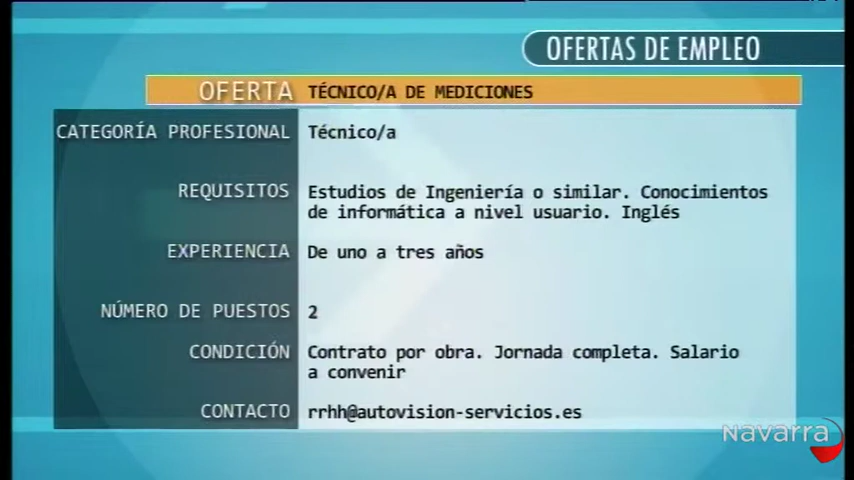 OFERTAS DE EMPLEO
OFERTA TÉCNICO/A DE MEDICIONES
CATEGORÍA PROFESIONAL Técnico/a
REQUISITOS Estudios de Ingeniería o similar. Conocimientos
de informática a nivel usuario. Inglés
EXPERIENCIA De uno a tres años
NÚMERO DE PUESTOS 2
CONDICIÓN Contrato por obra. Jornada completa. Salario
a convenir
CONTACTO rrhh@autovision-servicios.es
Navarra